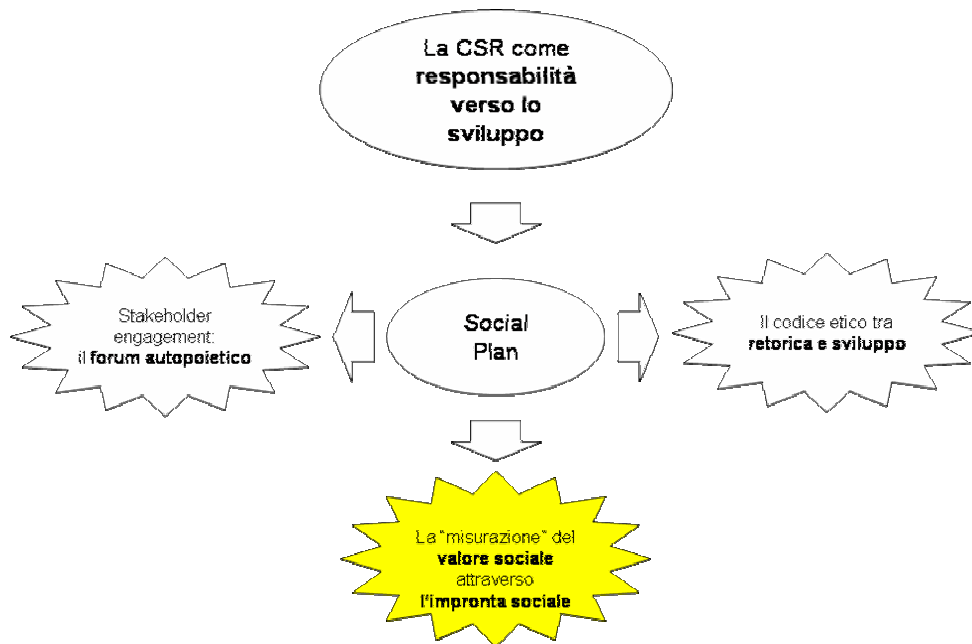 La CSR come
responsabilità
verso lo
sviluppo
Stakeholder
engagement:
il forum autopoietico
Social
Plan
Il codice etico tra
retorica e sviluppo
La "misurazione" del
valore sociale
attraverso
l'impronta sociale